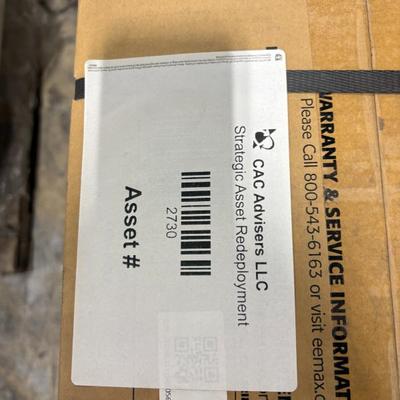 CAC Advisers LLC
Strategic Asset Redeployment
2730
Asset #
WARRANTY & SERVICE INFORMAT
Please Call 800-543-6163 or visit eemax.c